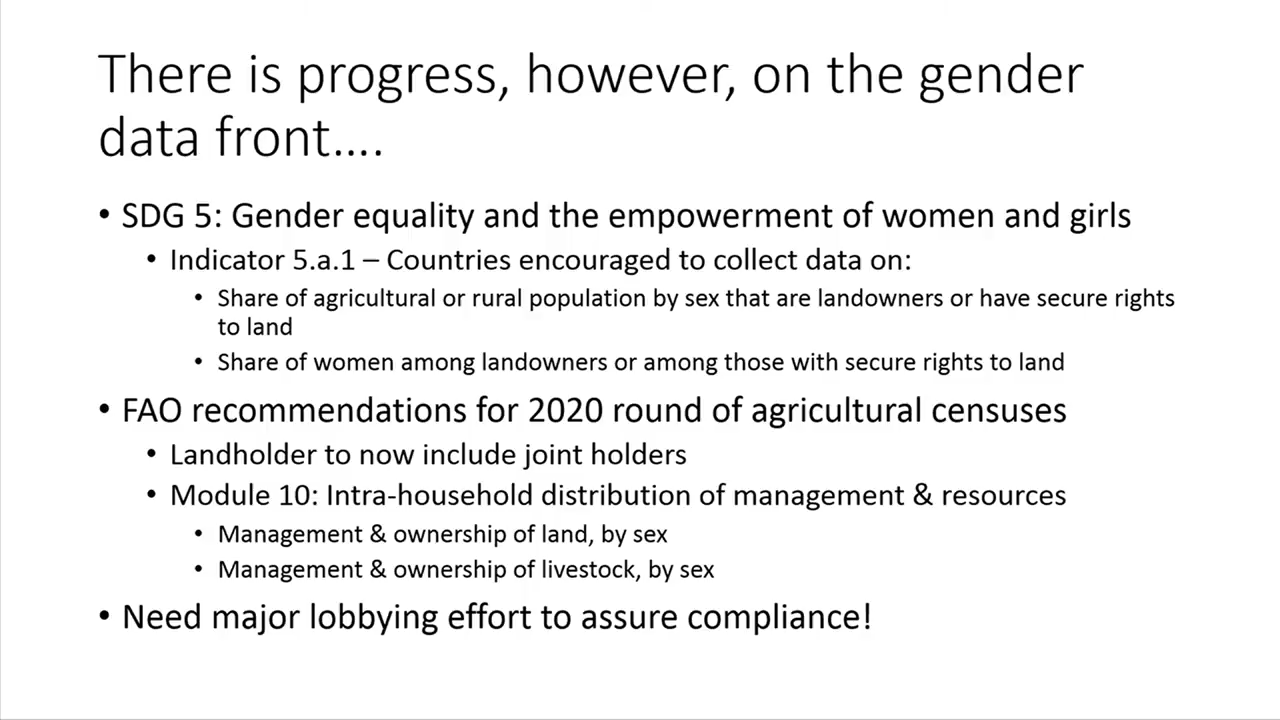 There is progress, however, on the gender
data front....
• SDG 5: Gender equality and the empowerment of women and girls
• Indicator 5.a.1 – Countries encouraged to collect data on:
• Share of agricultural or rural population by sex that are landowners or have secure rights
to land
• Share of women among landowners or among those with secure rights to land
• FAO recommendations for 2020 round of agricultural censuses
• Landholder to now include joint holders
• Module 10: Intra-household distribution of management & resources
• Management & ownership of land, by sex
• Management & ownership of livestock, by sex
• Need major lobbying effort to assure compliance!